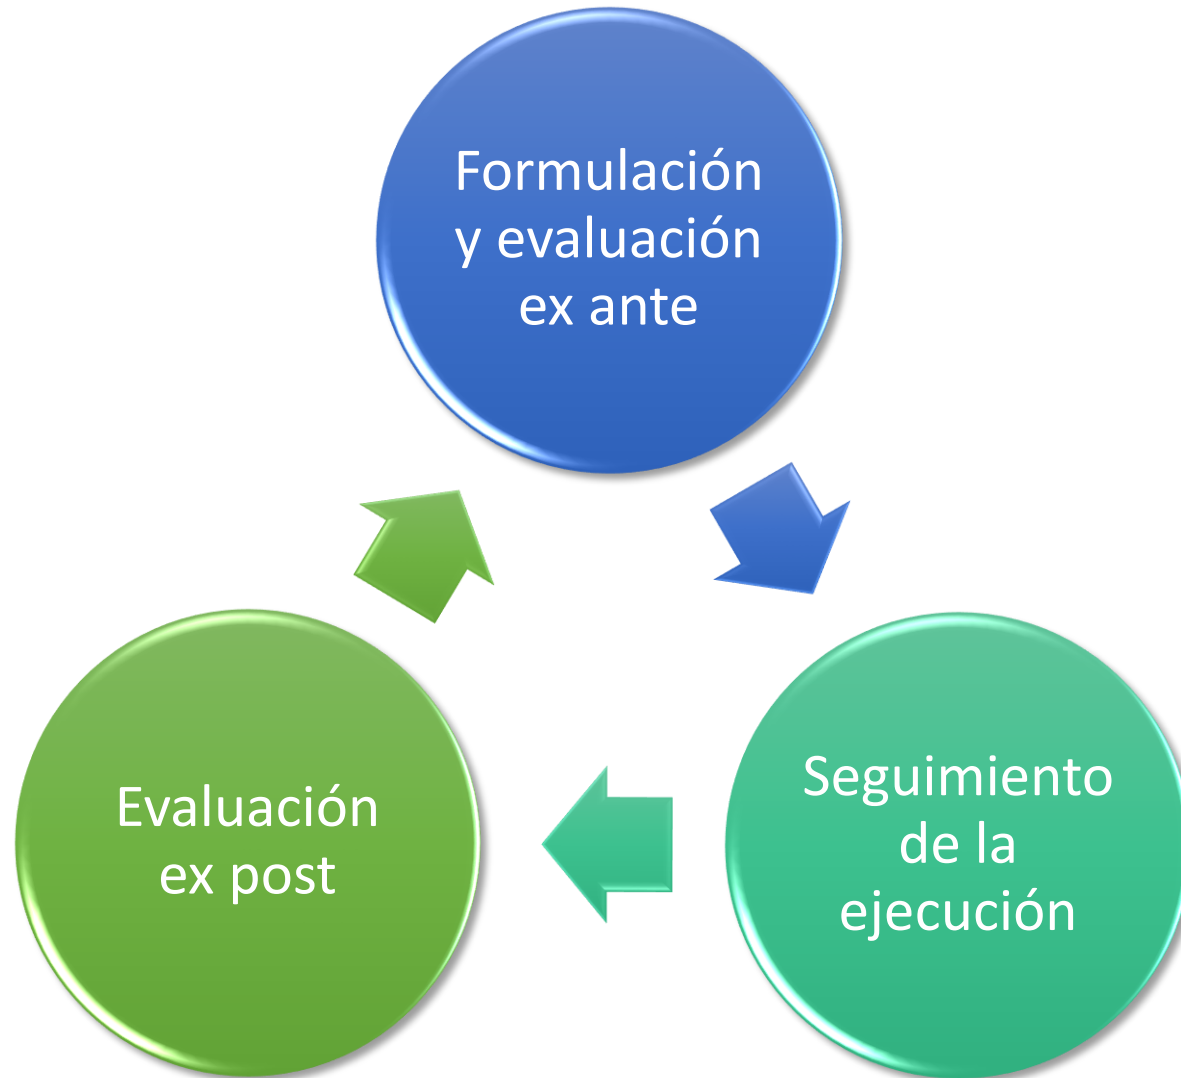 Formulación
y evaluación
ex ante
Seguimiento
de la
ejecución
Evaluación
ex post